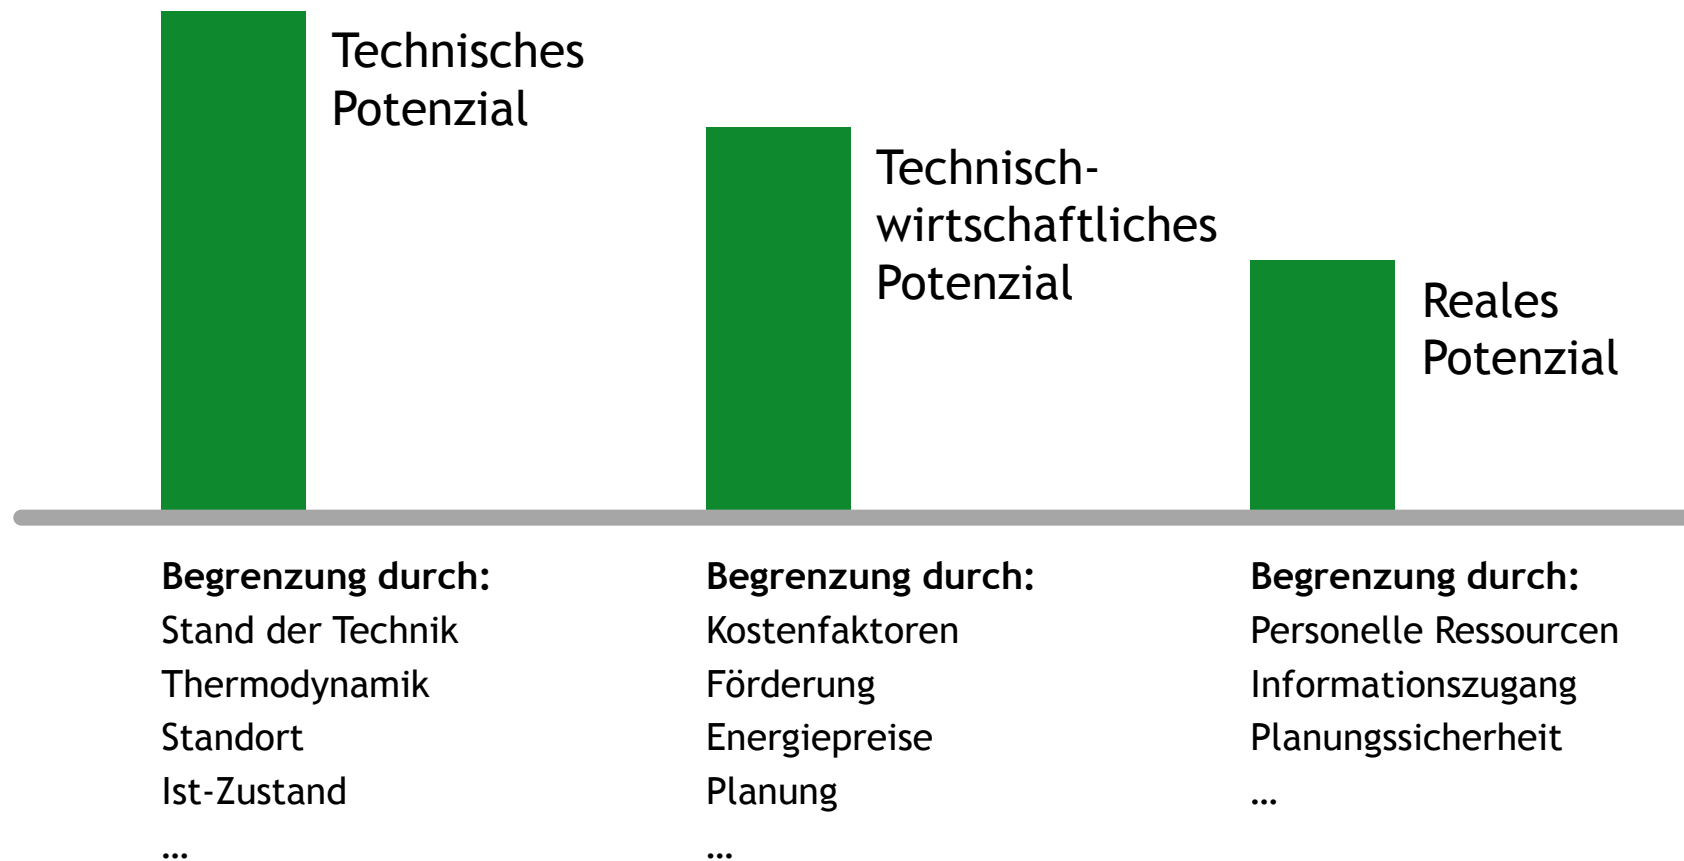 Technisches
Potenzial
Technisch-
wirtschaftliches
Potenzial
Reales
Potenzial
Begrenzung durch:
Stand der Technik
Thermodynamik
Standort
Ist-Zustand
…
Begrenzung durch:
Kostenfaktoren
Förderung
Energiepreise
Planung
…
Begrenzung durch:
Personelle Ressourcen
Informationszugang
Planungssicherheit
…